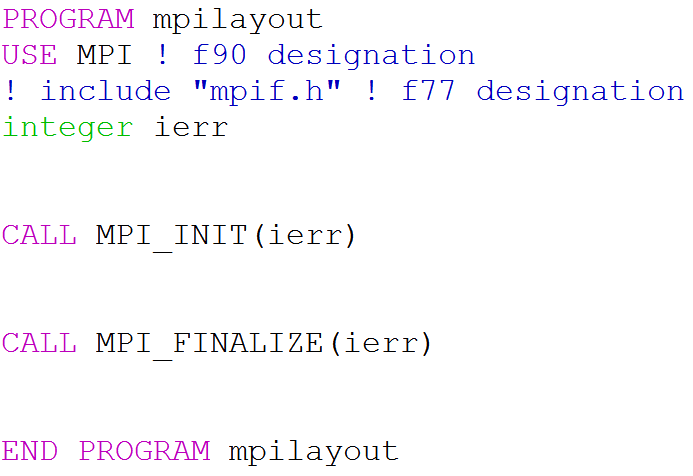 PROGRAM mpilayout
USE MPI ! f90 designation
! include "mpif.h" ! f77 designation
integer ierr
CALL MPI_INIT(ierr)
CALL MPI_FINALIZE(ierr)
END PROGRAM mpilayout